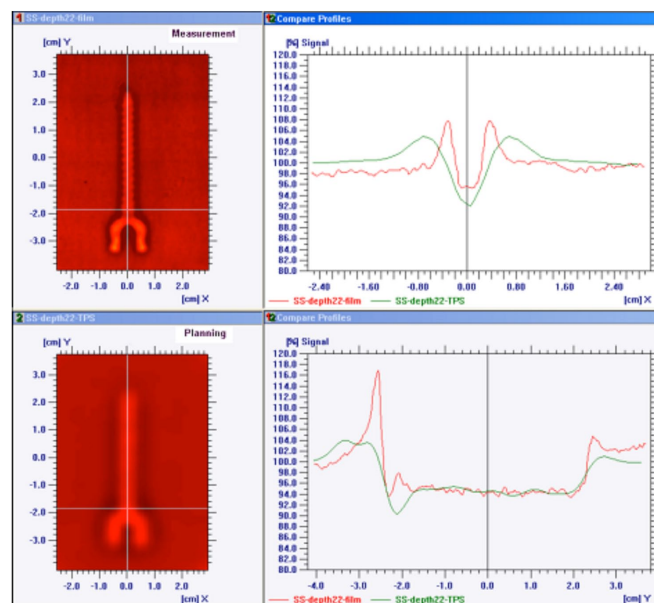 1 SS-depth22-film
Measurement
[cm] Y
3.0
2.0
1.0
0.0
-1.0
-2.0
-3.0
-2.0 -1.0 0.0 1.0 2.0
[cm] X
12 Compare Profiles
[%] Signal
120.0
118.0
116.0
114.0
112.0
110.0
108.0
106.0
104.0
102.0
100.0
98.0
96.0
94.0
92.0
90.0
88.0
86.0
84.0
82.0
80.0
-2.40 -1.60 -0.80 0.00 0.80 1.60 2.40
[cm] X
SS-depth22-film SS-depth22-TPS
2 SS-depth22-TPS
Planning
[cm] Y
3.0
2.0
1.0
0.0
-1.0
-2.0
-3.0
-2.0 -1.0 0.0 1.0 2.0
[cm] X
12 Compare Profiles
[%] Signal
120.0
118.0
116.0
114.0
112.0
110.0
108.0
106.0
104.0
102.0
100.0
98.0
96.0
94.0
92.0
90.0
88.0
86.0
84.0
82.0
80.0
-4.0 -3.0 -2.0 -1.0 0.0 1.0 2.0 3.0
[cm] Y
SS-depth22-film SS-depth22-TPS